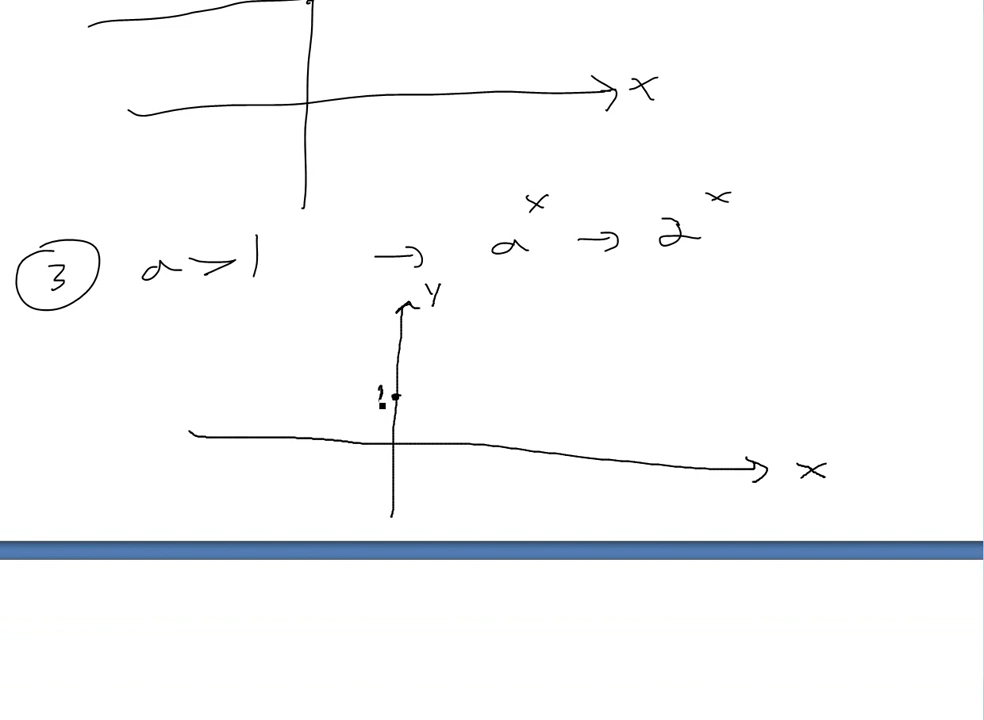 x
③ a > 1 → a^x → 2^x
y
1
x